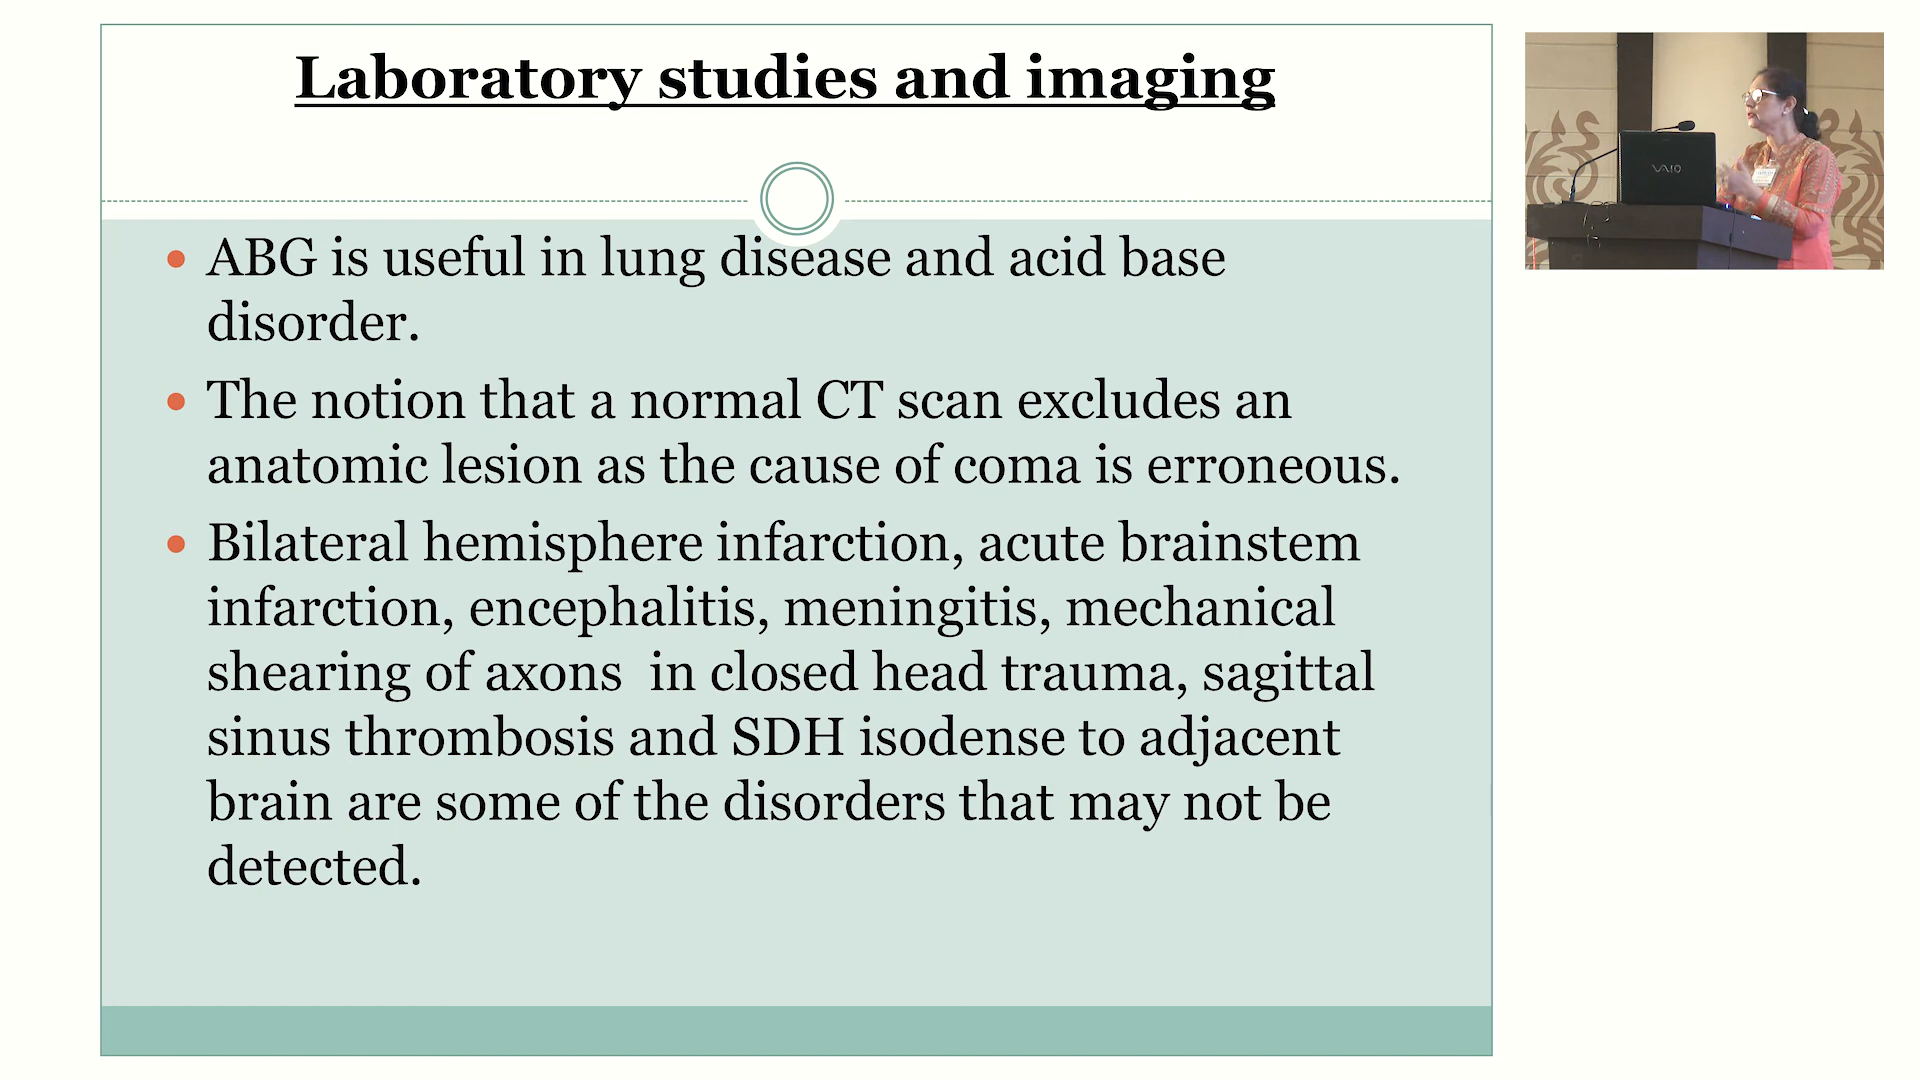 Laboratory studies and imaging
• ABG is useful in lung disease and acid base
disorder.
• The notion that a normal CT scan excludes an
anatomic lesion as the cause of coma is erroneous.
• Bilateral hemisphere infarction, acute brainstem
infarction, encephalitis, meningitis, mechanical
shearing of axons  in closed head trauma, sagittal
sinus thrombosis and SDH isodense to adjacent
brain are some of the disorders that may not be
detected.
VAIO